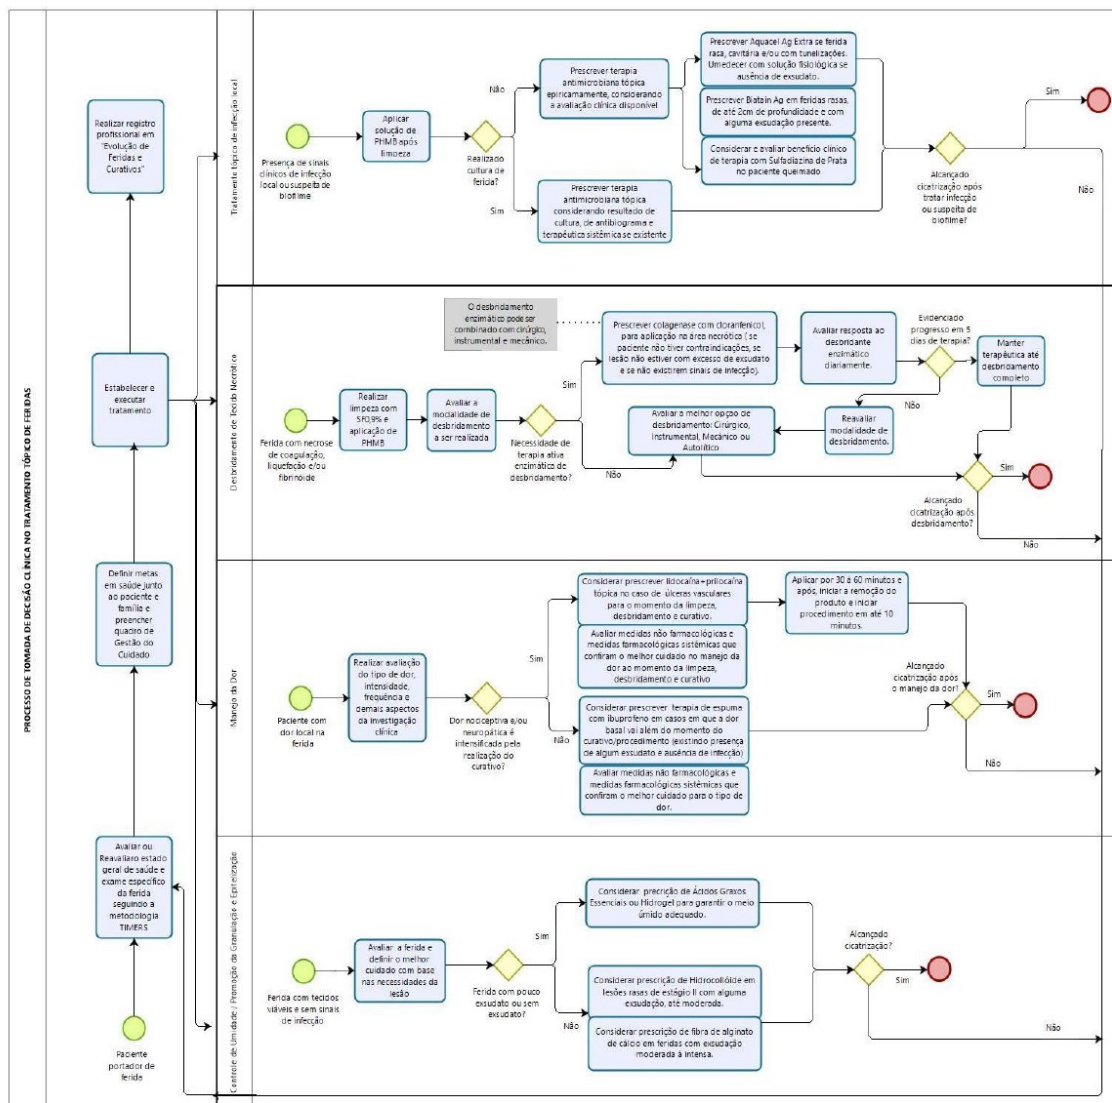 PROCESSO DE TOMADA DE DECISÃO CLÍNICA NO TRATAMENTO TÓPICO DE FERIDAS
Realizar registro
profissional em
"Evolução de
Feridas e
Curativos"
Estabelecer e
executar
tratamento
Definir metas
em saúde junto
ao paciente e
família e
preencher
quadro de
Gestão do
Cuidado
Avaliar ou
Reavaliaro estado
geral de saúde e
exame específico
da ferida
seguindo a
metodologia
TIMERS
Paciente
portador de
ferida
Tratamento tópico de infecção local
Presença de sinais
clínicos de infecção
local ou suspeita de
biofilme
Aplicar
solução de
PHMB após
limpeza
Realizado
cultura de
ferida?
Não
Sim
Prescrever terapia
antimicrobiana tópica
empiricamente, considerando
a avaliação clínica disponível
Prescrever terapia
antimicrobiana tópica
considerando resultado de
cultura, de antibiograma e
terapêutica sistêmica se existente
Prescrever Aquacel Ag Extra se ferida
rasa, cavitária e/ou com tunelizações.
Umedecer com solução fisiológica se
ausência de exsudato.
Prescrever Biatain Ag em feridas rasas,
de até 2cm de profundidade e com
alguma exsudação presente.
Considerar e avaliar benefício clínico
de terapia com Sulfadiazina de Prata
no paciente queimado
Alcançado
cicatrização após
tratar infecção
ou suspeita de
biofilme?
Sim
Não
Desbridamento de Tecido Necrótico
Ferida com necrose
de coagulação,
liquefação e/ou
fibrinóide
Realizar
limpeza com
SF0,9% e
aplicação de
PHMB
Avaliar a
modalidade de
desbridamento
a ser realizada
Necessidade de
terapia ativa
enzimática de
desbridamento?
Sim
Não
O desbridamento
enzimático pode ser
combinado com cirúrgico,
instrumental e mecânico.
Prescrever colagenase com cloranfenicol,
para aplicação na área necrótica ( se
paciente não tiver contraindicações, se
lesão não estiver com excesso de exsudato
e se não existirem sinais de infecção).
Avaliar resposta ao
desbridante
enzimático
diariamente.
Evidenciado
progresso em 5
dias de terapia?
Manter
terapêutica até
desbridamento
completo
Não
Reavaliar
modalidade de
desbridamento.
Avaliar a melhor opção de
desbridamento: Cirúrgico,
Instrumental, Mecânico ou
Autolítico
Alcançado
cicatrização após
desbridamento?
Sim
Não
Manejo da Dor
Paciente com
dor local na
ferida
Realizar avaliação
do tipo de dor,
intensidade,
frequência e
demais aspectos
da investigação
clínica
Dor nociceptiva e/ou
neuropática é
intensificada pela
realização do
curativo?
Sim
Não
Considerar prescrever lidocaína+prilocaína
tópica no caso de úlceras vasculares
para o momento da limpeza,
desbridamento e curativo.
Avaliar medidas não farmacológicas e
medidas farmacológicas sistêmicas que
confiram o melhor cuidado no manejo da
dor ao momento da limpeza,
desbridamento e curativo
Considerar prescrever terapia de espuma
com ibuprofeno em casos em que a dor
basal vai além do momento do
curativo/procedimento (existindo presença
de algum exsudato e ausência de infecção)
Avaliar medidas não farmacológicas e
medidas farmacológicas sistêmicas que
confiram o melhor cuidado para o tipo de
dor.
Aplicar por 30 à 60 minutos e
após, iniciar a remoção do
produto e iniciar
procedimento em até 10
minutos.
Alcançado
cicatrização após
o manejo da dor?
Sim
Não
Controle de Umidade / Promoção da Granulação e Epitelização
Ferida com tecidos
viáveis e sem sinais
de infecção
Avaliar a ferida e
definir o melhor
cuidado com base
nas necessidades da
lesão
Ferida com pouco
exsudato ou sem
exsudato?
Sim
Não
Considerar precrição de Ácidos Graxos
Essenciais ou Hidrogel para garantir o meio
úmido adequado.
Considerar prescrição de Hidrocollóide em
lesões rasas de estágio II com alguma
exsudação, até moderada.
Considerar prescrição de fibra de alginato
de cálcio em feridas com exsudação
moderada à intensa.
Alcançado
cicatrização?
Sim
Não